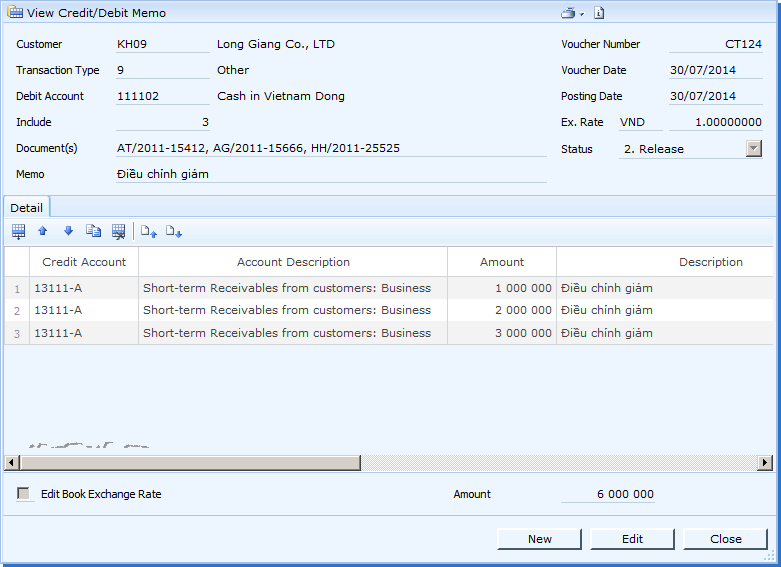 View Credit/Debit Memo
Customer KH09 Long Giang Co., LTD Voucher Number CT124
Transaction Type 9 Other Voucher Date 30/07/2014
Debit Account 111102 Cash in Vietnam Dong Posting Date 30/07/2014
Include 3 Ex. Rate VND 1.00000000
Document(s) AT/2011-15412, AG/2011-15666, HH/2011-25525 Status 2. Release
Memo Điều chỉnh giảm
Detail
Credit Account Account Description Amount Description
1 13111-A Short-term Receivables from customers: Business 1 000 000 Điều chỉnh giảm
2 13111-A Short-term Receivables from customers: Business 2 000 000 Điều chỉnh giảm
3 13111-A Short-term Receivables from customers: Business 3 000 000 Điều chỉnh giảm
Edit Book Exchange Rate Amount 6 000 000
New Edit Close